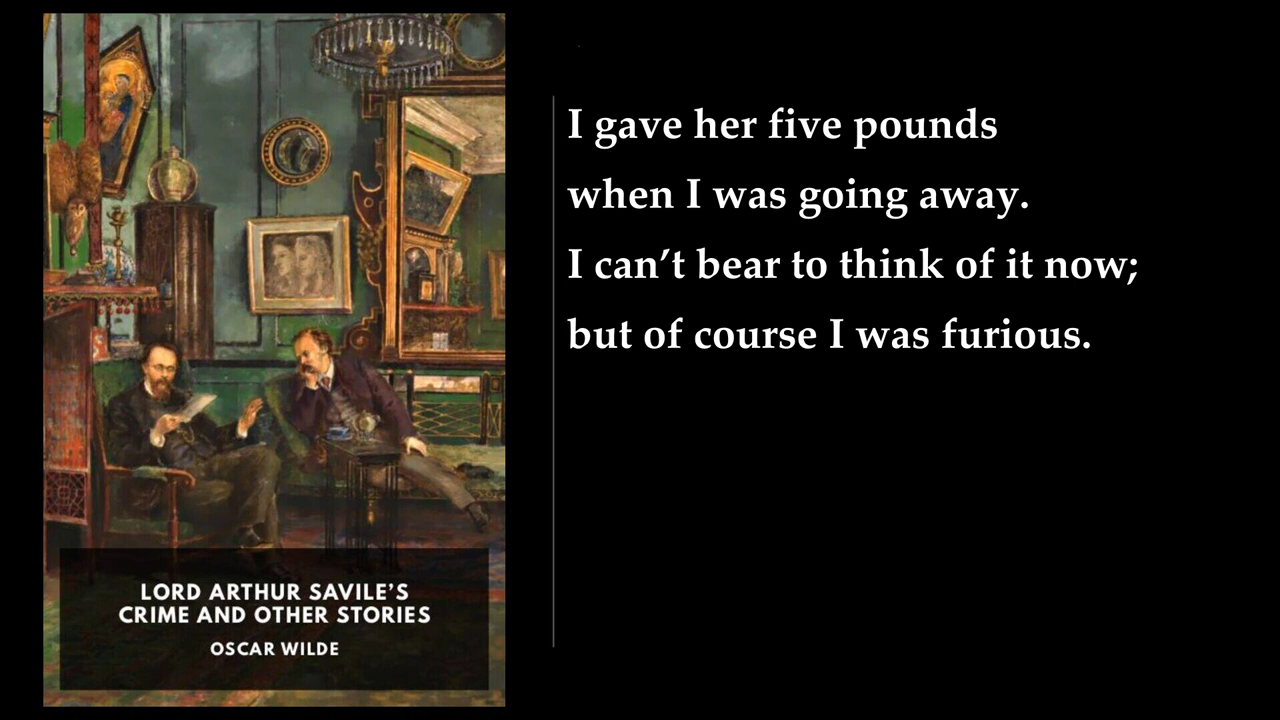 I gave her five pounds
when I was going away.
I can’t bear to think of it now;
but of course I was furious.
LORD ARTHUR SAVILE’S
CRIME AND OTHER STORIES
OSCAR WILDE